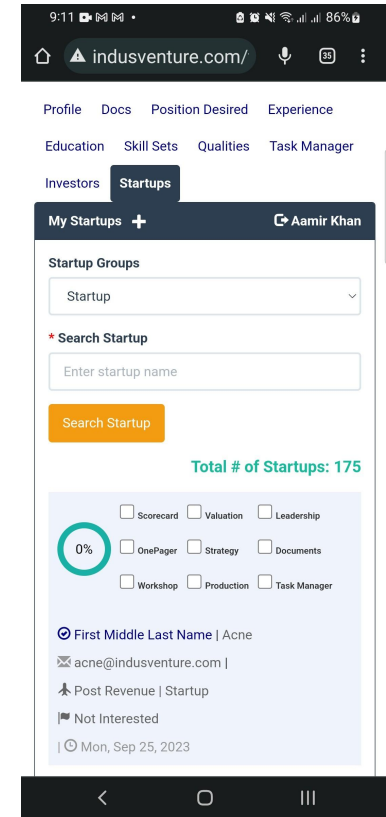 9:11
86%
indusventure.com/
35
Profile Docs Position Desired Experience
Education Skill Sets Qualities Task Manager
Investors Startups
My Startups Aamir Khan
Startup Groups
Startup
* Search Startup
Enter startup name
Search Startup
Total # of Startups: 175
Scorecard Valuation Leadership
0% OnePager Strategy Documents
Workshop Production Task Manager
First Middle Last Name | Acne
acne@indusventure.com |
Post Revenue | Startup
| Not Interested
| Mon, Sep 25, 2023